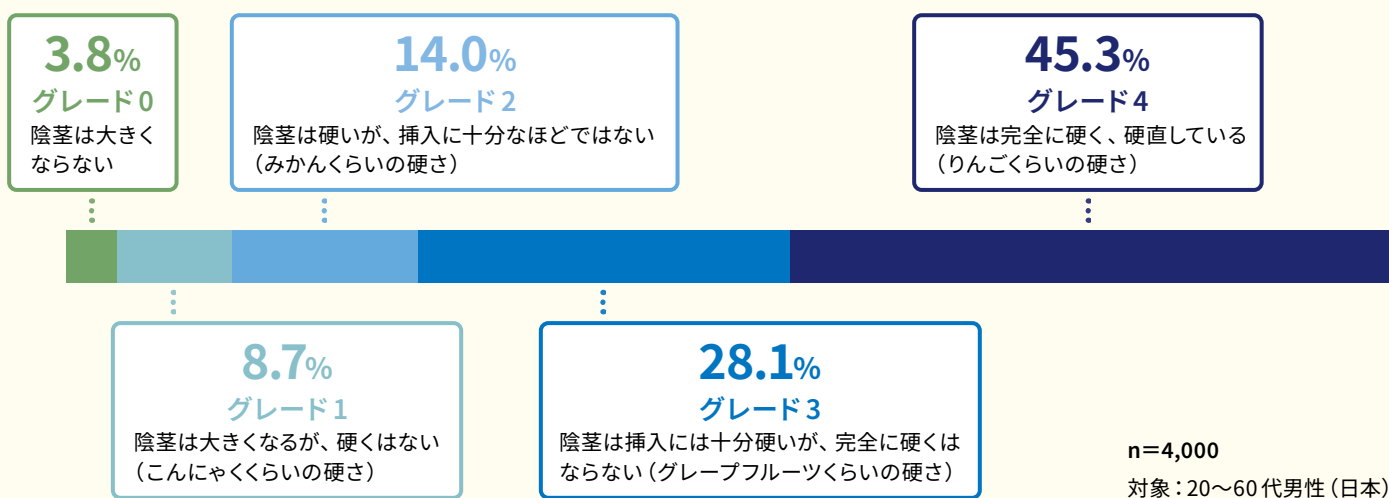 3.8%
グレード0
陰茎は大きく
ならない
14.0%
グレード2
陰茎は硬いが、挿入に十分なほどではない
（みかんくらいの硬さ）
45.3%
グレード4
陰茎は完全に硬く、硬直している
（りんごくらいの硬さ）
8.7%
グレード1
陰茎は大きくなるが、硬くはない
（こんにゃくくらいの硬さ）
28.1%
グレード3
陰茎は挿入には十分硬いが、完全に硬くは
ならない（グレープフルーツくらいの硬さ）
n＝4,000
対象：20〜60代男性（日本）